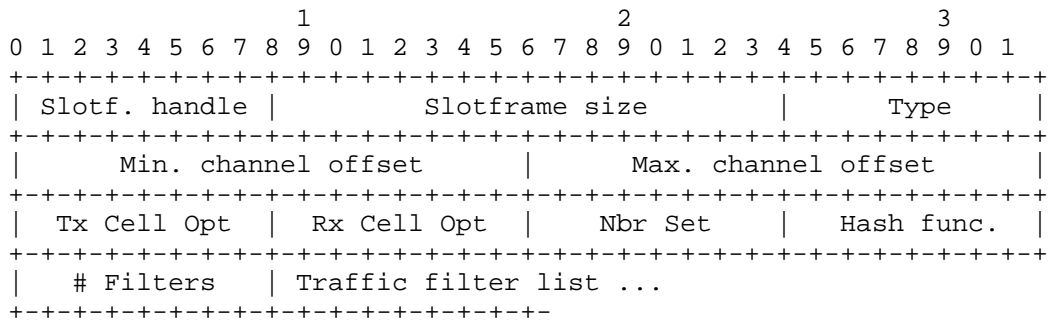 1                   2                   3
0 1 2 3 4 5 6 7 8 9 0 1 2 3 4 5 6 7 8 9 0 1 2 3 4 5 6 7 8 9 0 1
+-+-+-+-+-+-+-+-+-+-+-+-+-+-+-+-+-+-+-+-+-+-+-+-+-+-+-+-+-+-+-+-+
| Slotf. handle |        Slotframe size         |     Type      |
+-+-+-+-+-+-+-+-+-+-+-+-+-+-+-+-+-+-+-+-+-+-+-+-+-+-+-+-+-+-+-+-+
|      Min. channel offset      |      Max. channel offset      |
+-+-+-+-+-+-+-+-+-+-+-+-+-+-+-+-+-+-+-+-+-+-+-+-+-+-+-+-+-+-+-+-+
|  Tx Cell Opt  |  Rx Cell Opt  |    Nbr Set    |   Hash func.  |
+-+-+-+-+-+-+-+-+-+-+-+-+-+-+-+-+-+-+-+-+-+-+-+-+-+-+-+-+-+-+-+-+
|   # Filters   | Traffic filter list ...
+-+-+-+-+-+-+-+-+-+-+-+-+-+-+-+-+-